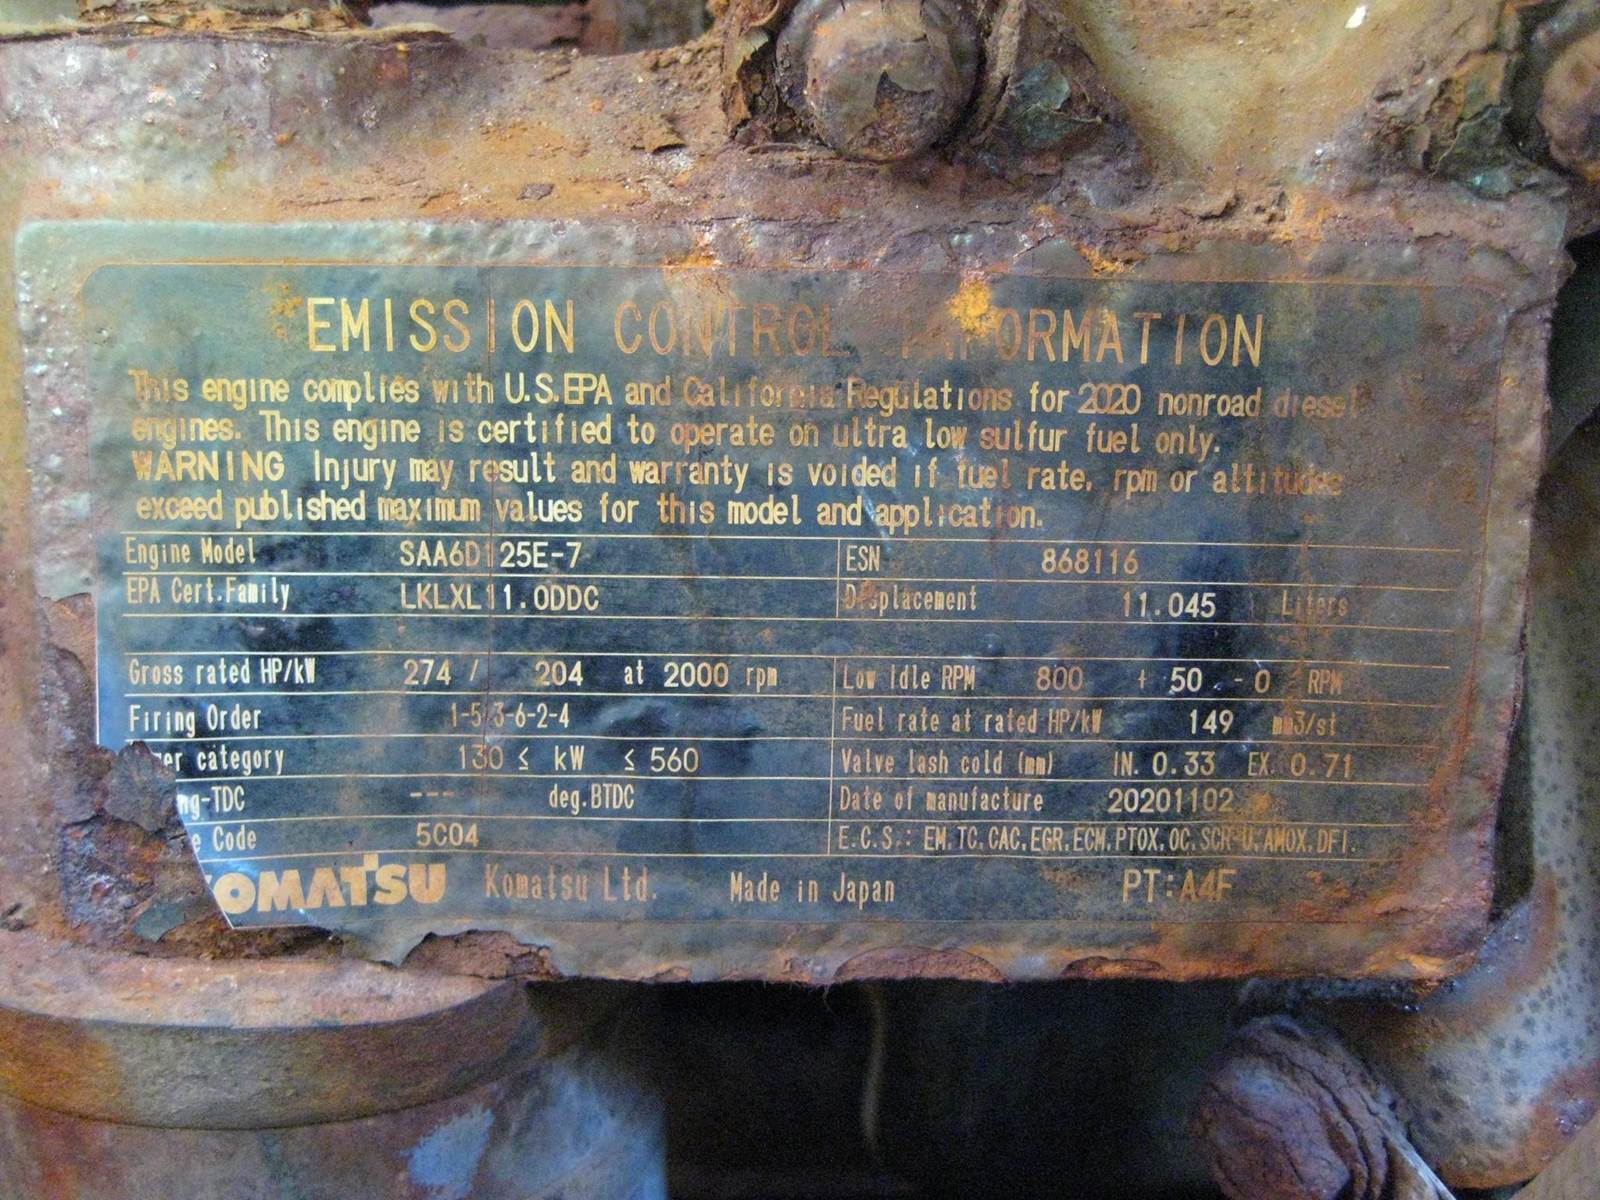 EMISSION CONTROL INFORMATION
This engine complies with U.S.EPA and California Regulations for 2020 nonroad diesel
engines. This engine is certified to operate on ultra low sulfur fuel only.
WARNING Injury may result and warranty is voided if fuel rate, rpm or altitudes
exceed published maximum values for this model and application.
Engine Model SAA6D125E-7 ESN 868116
EPA Cert.Family LKLXL11.0DDC Displacement 11.045 Liters
Gross rated HP/kW 274 / 204 at 2000 rpm Low Idle RPM 800 + 50 - 0 RPM
Firing Order 1-5-3-6-2-4 Fuel rate at rated HP/kW 149 mm3/st
category 130 ≤ kW ≤ 560 Valve lash cold (mm) IN. 0.33 EX. 0.71
-TDC --- deg.BTDC Date of manufacture 20201102
Code 5C04 E.C.S.: EM,TC,CAC,EGR,ECM,PTOX,OC,SCR-U,AMOX,DFI.
OMATSU Komatsu Ltd. Made in Japan PT:A4F